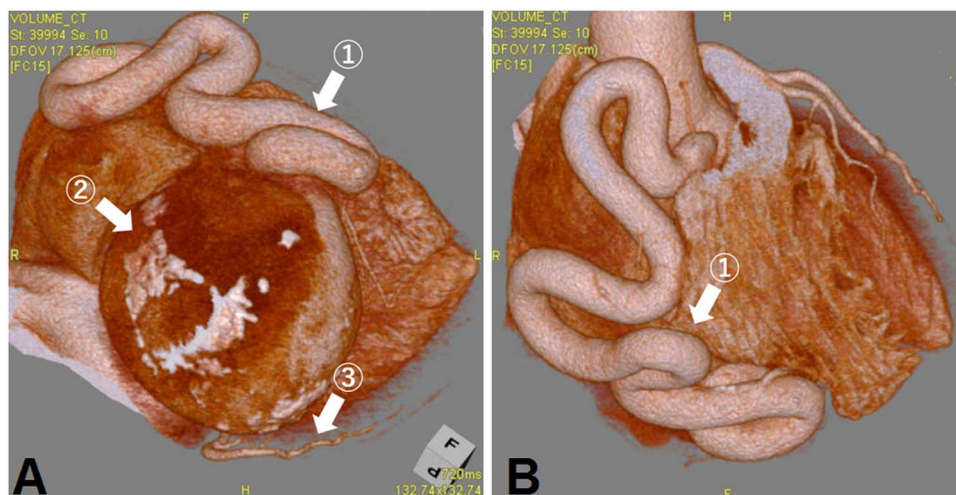 VOLUME_CT
St: 39994 Se: 10
DFOV 17.125(cm)
[FC15]
F
①
②
R
L
③
F
P
720ms
132.74x132.74
H
A
VOLUME_CT
St: 39994 Se: 10
DFOV 17.125(cm)
[FC15]
H
R
①
F
B